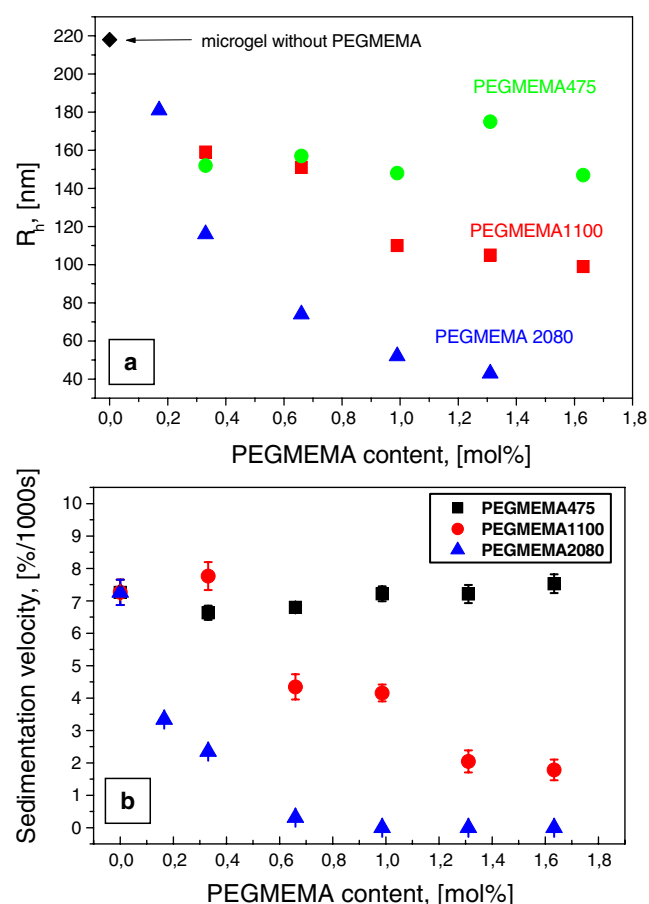 220
200
180
160
140
120
100
80
60
40
R_h, [nm]
microgel without PEGMEMA
PEGMEMA475
PEGMEMA1100
PEGMEMA 2080
a
0,0 0,2 0,4 0,6 0,8 1,0 1,2 1,4 1,6 1,8
PEGMEMA content, [mol%]
10
9
8
7
6
5
4
3
2
1
0
Sedimentation velocity, [%/1000s]
PEGMEMA475
PEGMEMA1100
PEGMEMA2080
b
0,0 0,2 0,4 0,6 0,8 1,0 1,2 1,4 1,6 1,8
PEGMEMA content, [mol%]